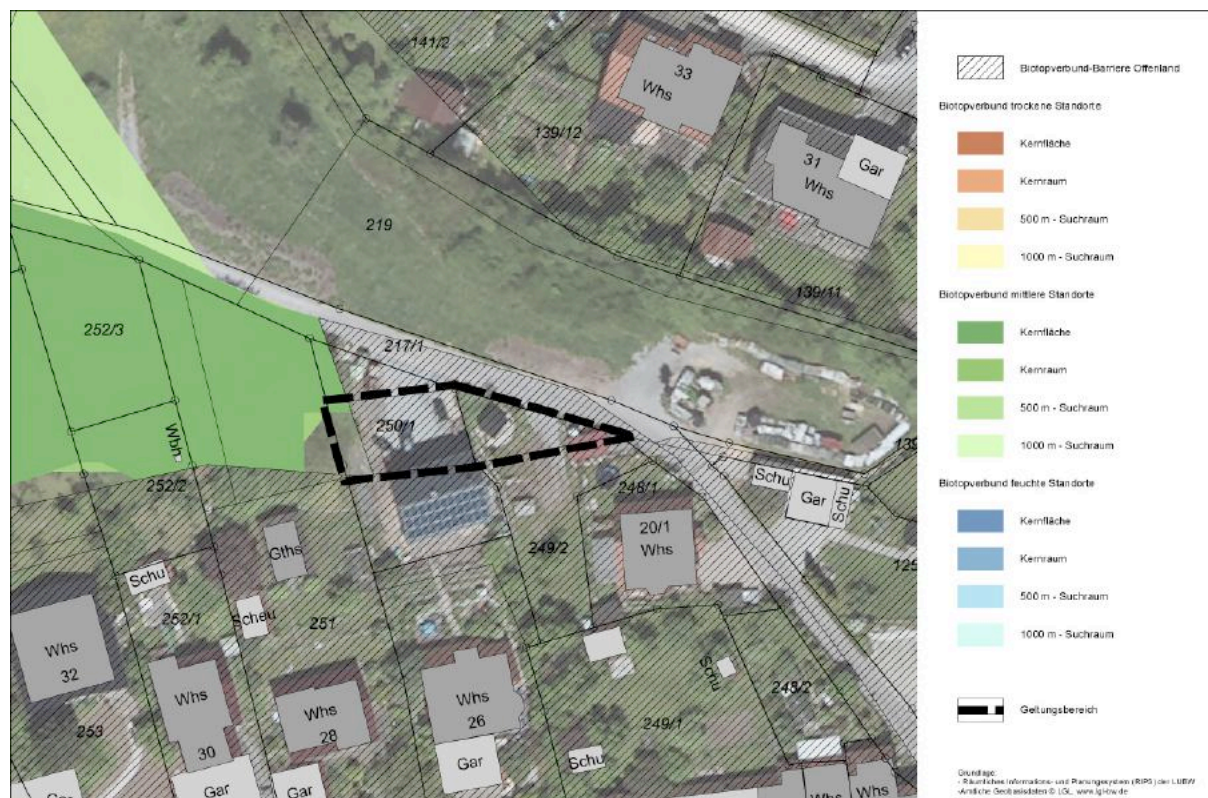 141/2
33
Whs
139/12
31
Whs
Gar
219
139/11
252/3
217/1
250/1
Wbh
252/2
248/1
Schu
Gar
Schu
20/1
Whs
249/2
Gths
Schu
252/1
Scheu
251
Whs
32
Schu
248/2
Whs
30
Whs
28
Whs
26
249/1
253
Gar
Schu
Gar
Gar
Gar
Whs
Whs
Biotopverbund-Barriere Offenland
Biotopverbund trockene Standorte
Kernfläche
Kernraum
500 m - Suchraum
1000 m - Suchraum
Biotopverbund mittlere Standorte
Kernfläche
Kernraum
500 m - Suchraum
1000 m - Suchraum
Biotopverbund feuchte Standorte
Kernfläche
Kernraum
500 m - Suchraum
1000 m - Suchraum
Geltungsbereich
Grundlage:
- Räumliches Informations- und Planungssystem (RIPS) der LUBW
-Amtliche Geobasisdaten © LGL, www.lgl-bw.de